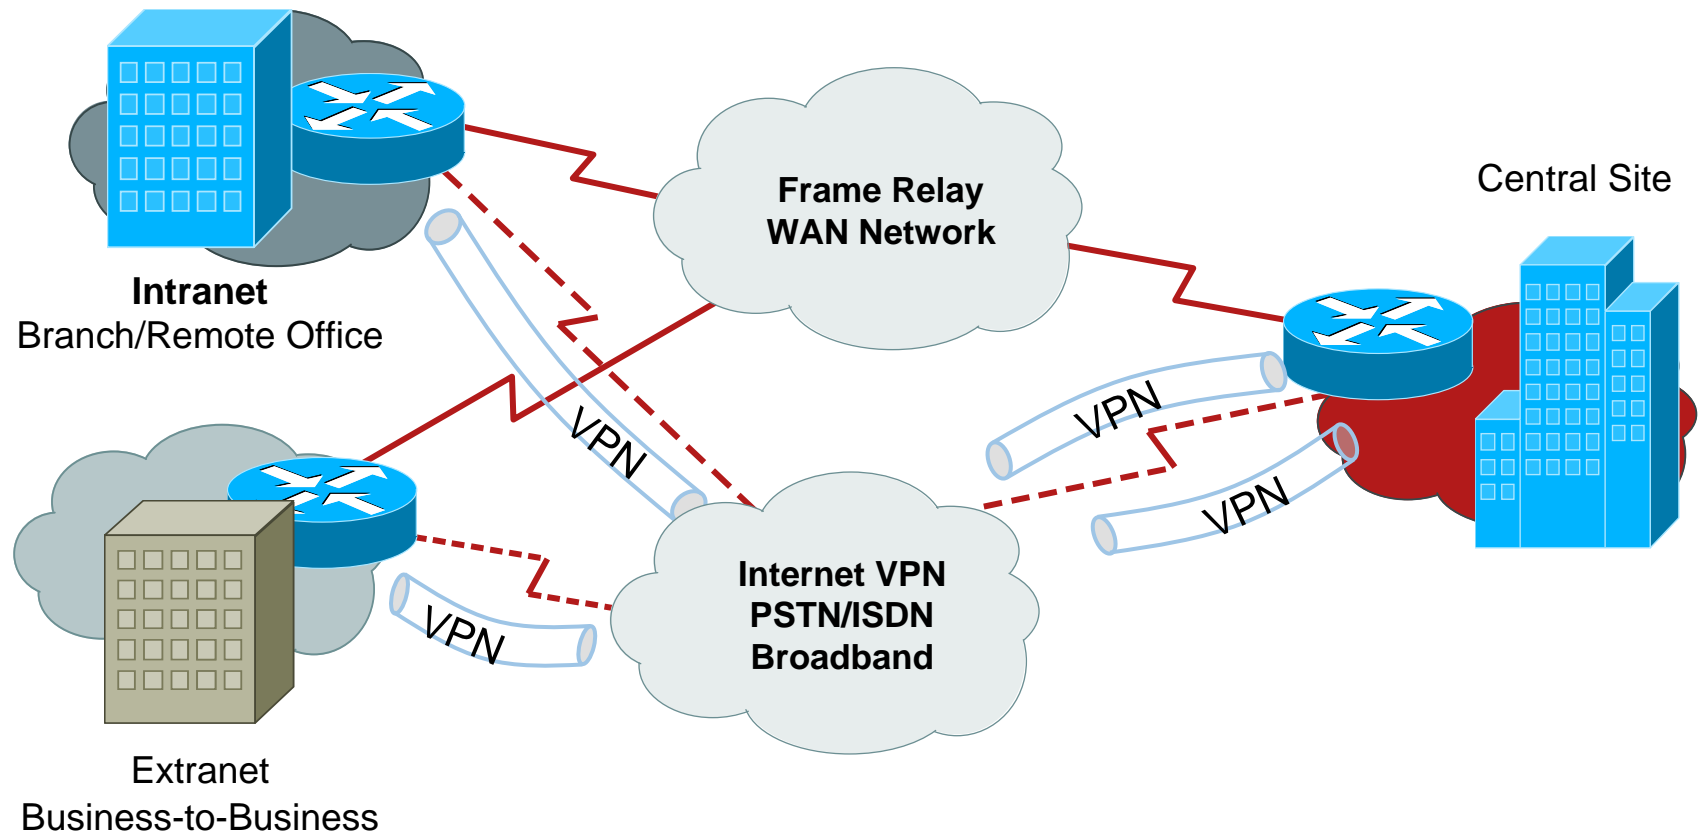 Frame Relay
WAN Network
Central Site
Intranet
Branch/Remote Office
VPN
VPN
VPN
VPN
Internet VPN
PSTN/ISDN
Broadband
Extranet
Business-to-Business